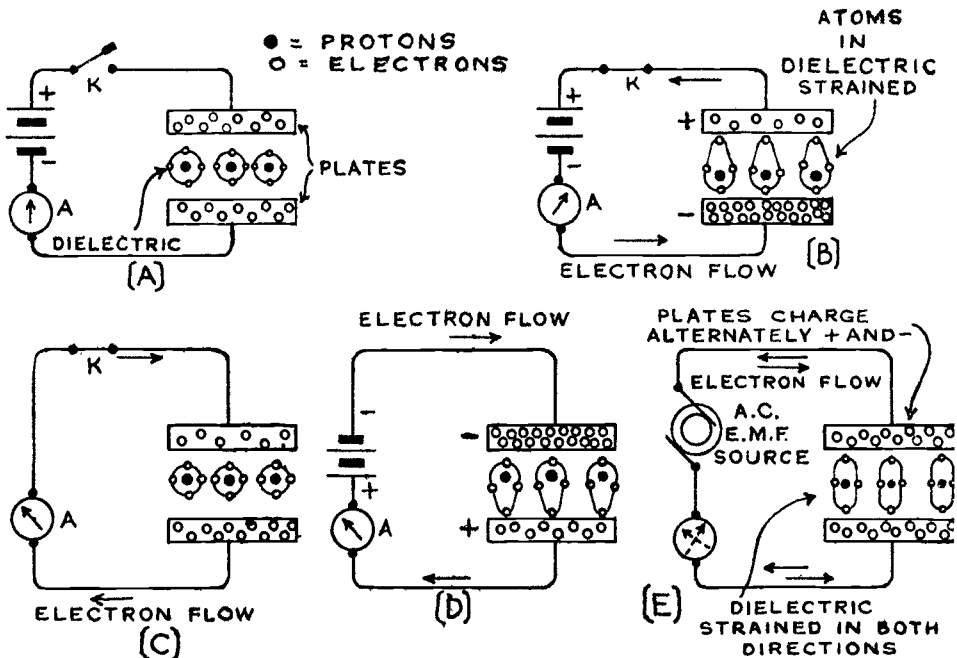 ● = PROTONS
○ = ELECTRONS
K
+
-
A
PLATES
DIELECTRIC
[A]
ATOMS
IN
DIELECTRIC
STRAINED
K
+
-
+
-
A
ELECTRON FLOW
[B]
K
A
ELECTRON FLOW
[C]
ELECTRON FLOW
-
+
-
+
A
[D]
PLATES CHARGE
ALTERNATELY + AND -
ELECTRON FLOW
A.C.
E.M.F.
SOURCE
[E]
DIELECTRIC
STRAINED IN BOTH
DIRECTIONS